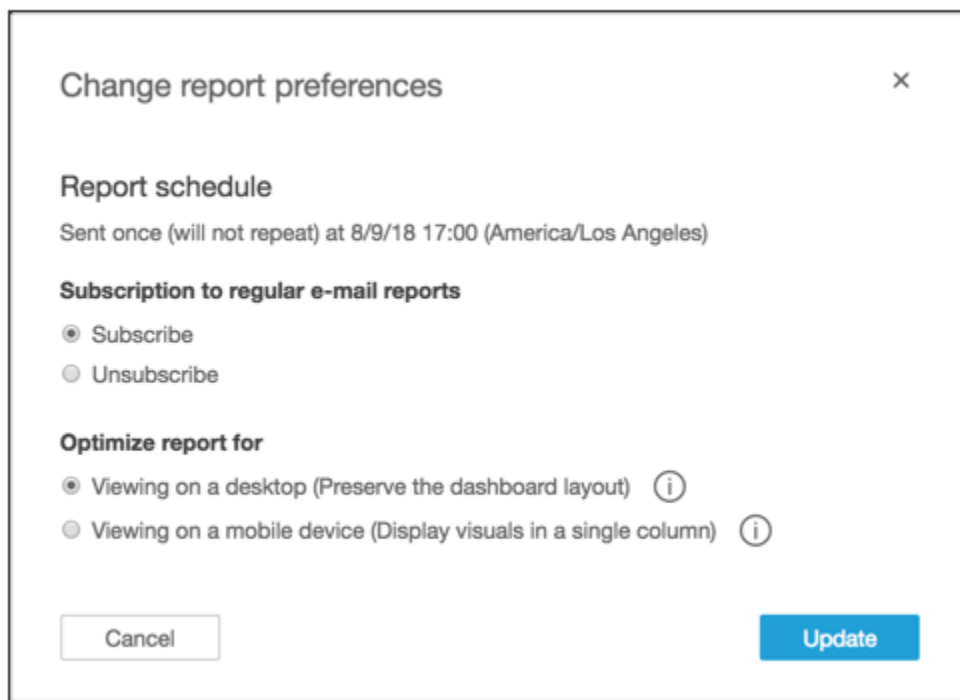 Change report preferences
Report schedule
Sent once (will not repeat) at 8/9/18 17:00 (America/Los Angeles)
Subscription to regular e-mail reports
Subscribe
Unsubscribe
Optimize report for
Viewing on a desktop (Preserve the dashboard layout)
Viewing on a mobile device (Display visuals in a single column)
Cancel
Update